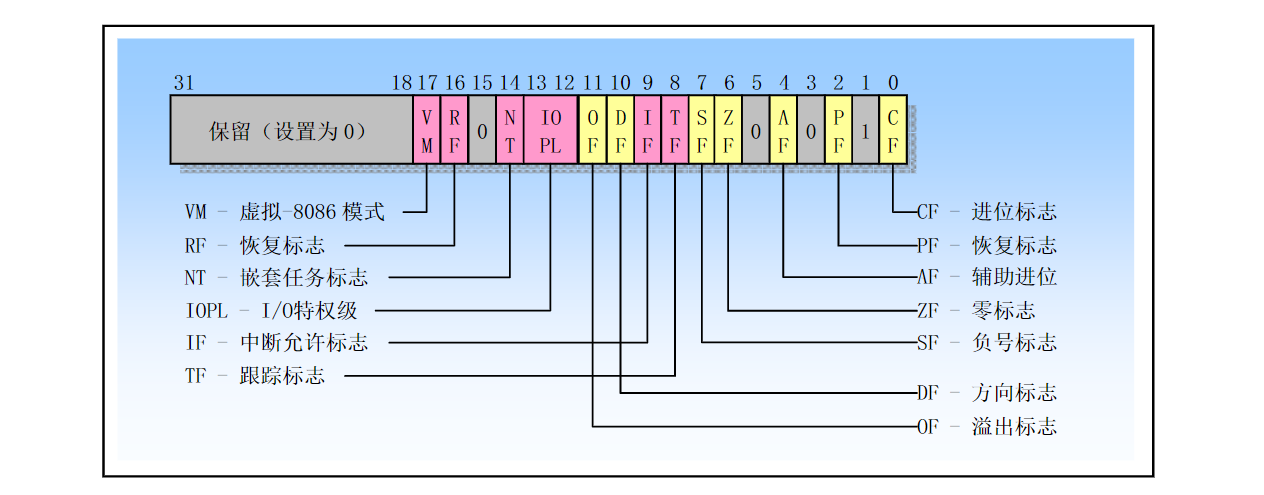 31 18 17 16 15 14 13 12 11 10 9 8 7 6 5 4 3 2 1 0
保留（设置为0） VM RF 0 NT IOPL OF DF IF TF SF ZF 0 AF 0 PF 1 CF
VM - 虚拟-8086 模式
RF - 恢复标志
NT - 嵌套任务标志
IOPL - I/O特权级
IF - 中断允许标志
TF - 跟踪标志
CF - 进位标志
PF - 恢复标志
AF - 辅助进位
ZF - 零标志
SF - 负号标志
DF - 方向标志
OF - 溢出标志